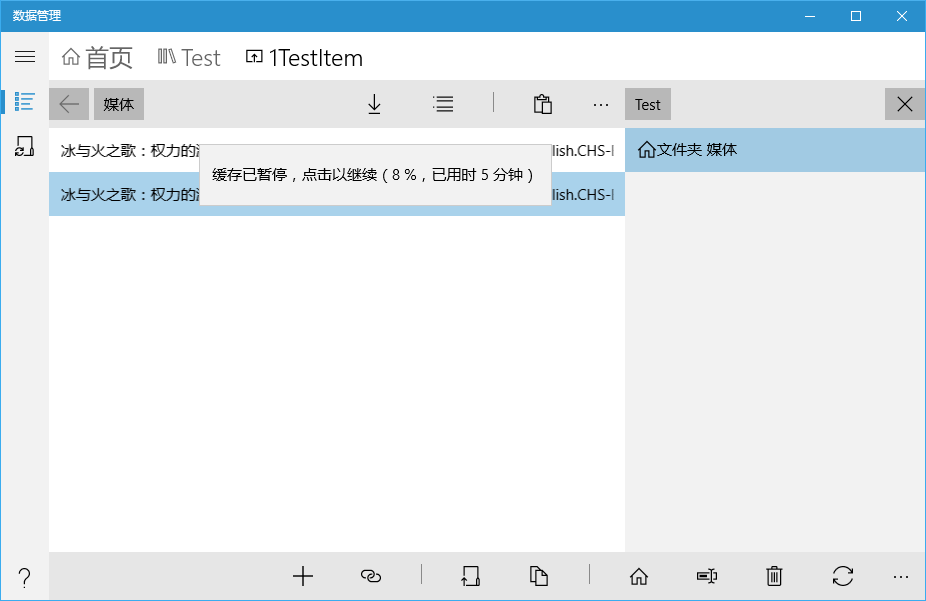 数据管理
首页 Test 1TestItem
媒体
Test
冰与火之歌：权力的 lish.CHS-
文件夹 媒体
缓存已暂停，点击以继续（8 %，已用时 5 分钟）
冰与火之歌：权力的 lish.CHS-